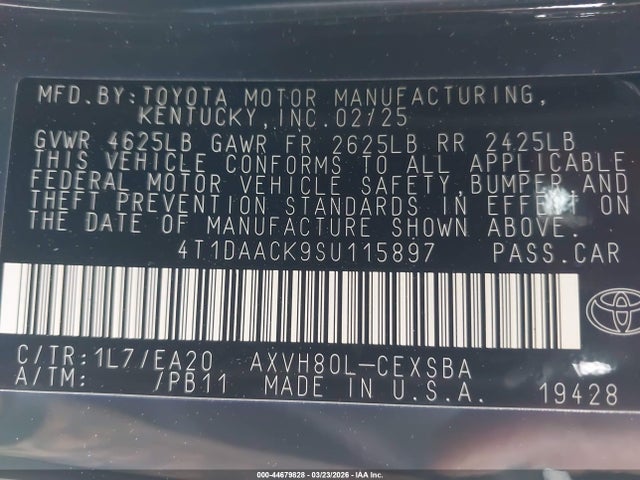 MFD.BY:TOYOTA MOTOR MANUFACTURING,
KENTUCKY,INC.02/25
GVWR 4625LB GAWR FR 2625LB RR 2425LB
THIS VEHICLE CONFORMS TO ALL APPLICABLE
FEDERAL MOTOR VEHICLE SAFETY,BUMPER,AND
THEFT PREVENTION STANDARDS IN EFFECT ON
THE DATE OF MANUFACTURE SHOWN ABOVE.
4T1DAACK9SU115897 PASS.CAR
C/TR:1L7/EA20 AXVH80L-CEXSBA
A/TM: /PB11 MADE IN U.S.A. 19428
000-44679828 - 03/23/2026 - IAA Inc.